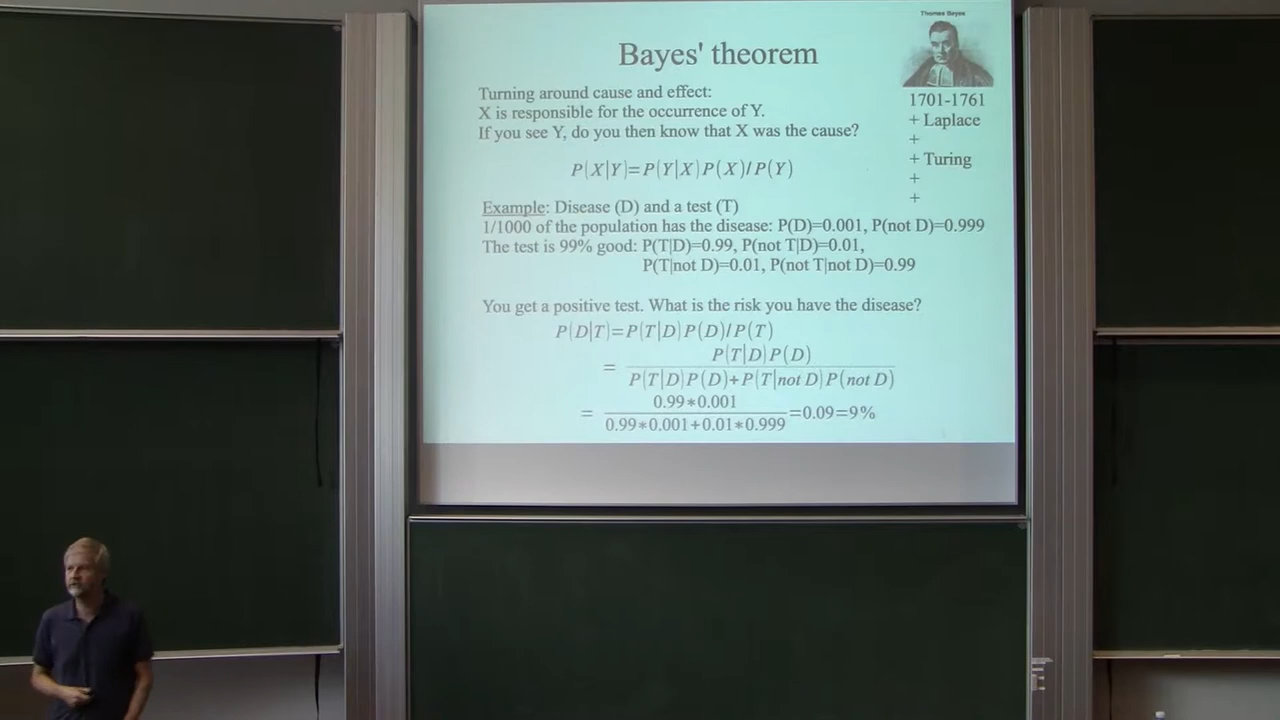 Thomas Bayes
Bayes' theorem
1701-1761
+ Laplace
+
+ Turing
+
+
Turning around cause and effect:
X is responsible for the occurrence of Y.
If you see Y, do you then know that X was the cause?
P(X|Y)=P(Y|X)P(X)/P(Y)
Example: Disease (D) and a test (T)
1/1000 of the population has the disease: P(D)=0.001, P(not D)=0.999
The test is 99% good: P(T|D)=0.99, P(not T|D)=0.01,
P(T|not D)=0.01, P(not T|not D)=0.99
You get a positive test. What is the risk you have the disease?
P(D|T)=P(T|D)P(D)/P(T)
P(T|D)P(D)
=
P(T|D)P(D)+P(T|not D)P(not D)
0.99*0.001
= =0.09=9%
0.99*0.001+0.01*0.999